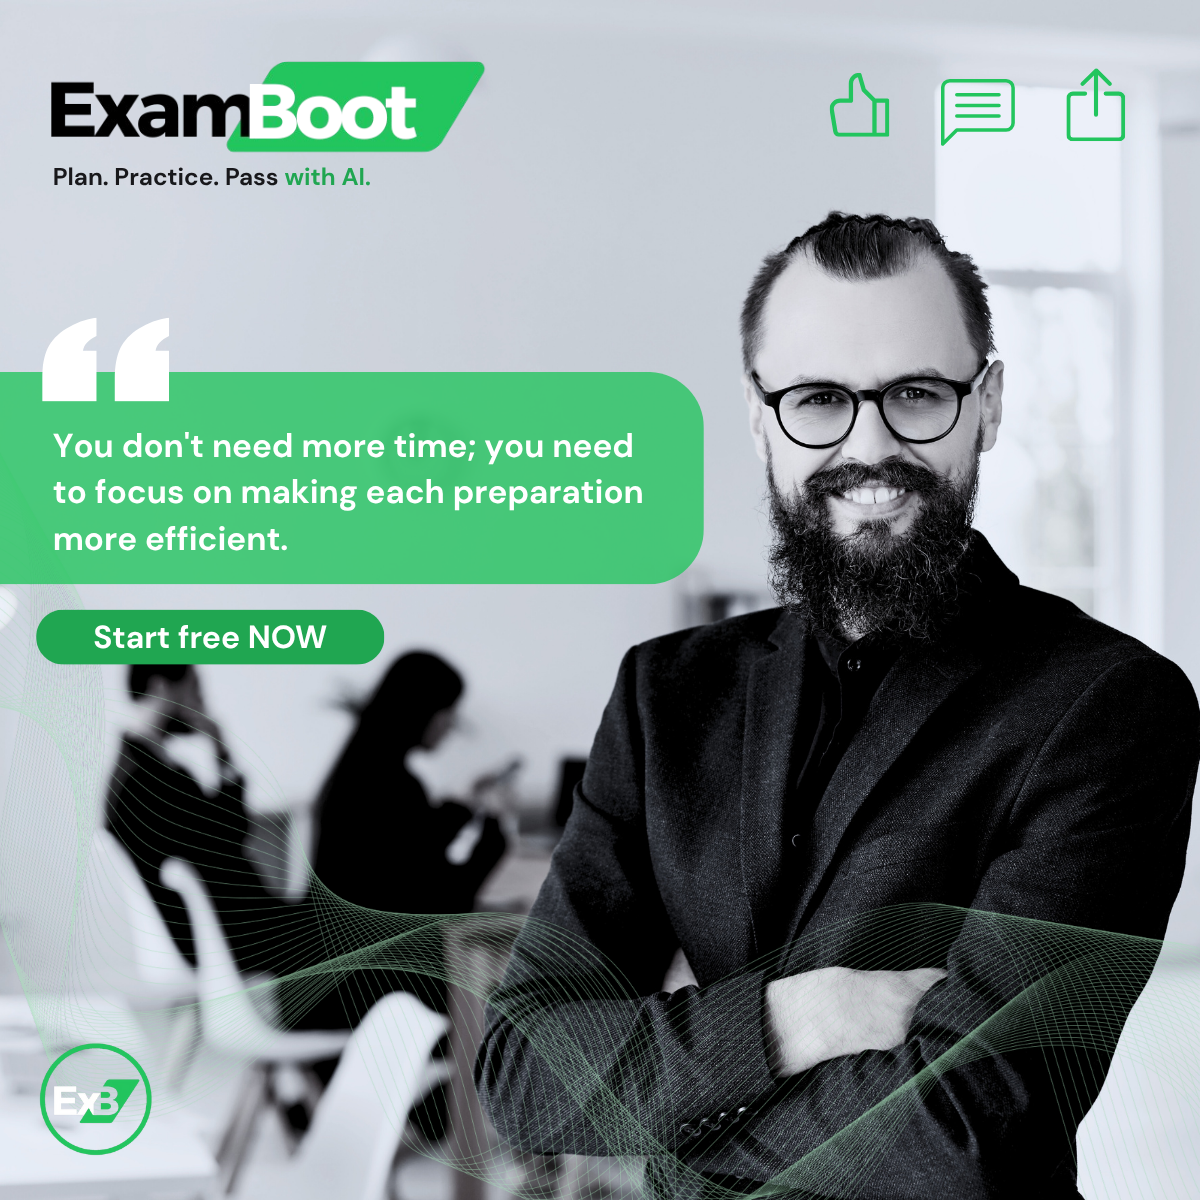 ExamBoot
Plan. Practice. Pass with AI.
You don't need more time; you need
to focus on making each preparation
more efficient.
Start free NOW
ExB